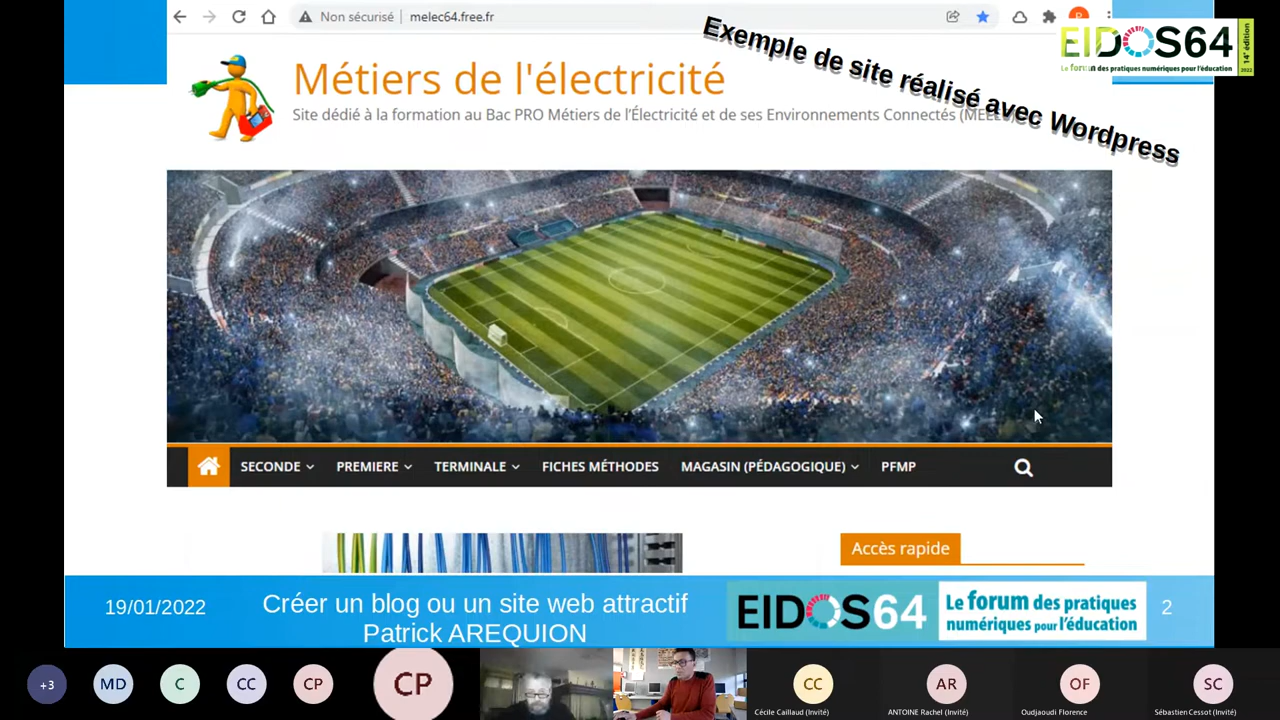 Non sécurisé
melec64.free.fr
Exemple de site réalisé avec Wordpress
EIDOS64
Le forum des pratiques numériques pour l'éducation
14e édition
2022
Métiers de l'électricité
Site dédié à la formation au Bac PRO Métiers de l'Électricité et de ses Environnements Connectés
SECONDE
PREMIERE
TERMINALE
FICHES MÉTHODES
MAGASIN (PÉDAGOGIQUE)
PFMP
Accès rapide
19/01/2022
Créer un blog ou un site web attractif
Patrick AREQUION
EIDOS64
Le forum des pratiques
numériques pour l'éducation
2
+3
MD
C
CC
CP
CP
CC
AR
OF
SC
Cécile Caillaud (Invité)
ANTOINE Rachel (Invité)
Oudjaoudi Florence
Sébastien Cessot (Invité)